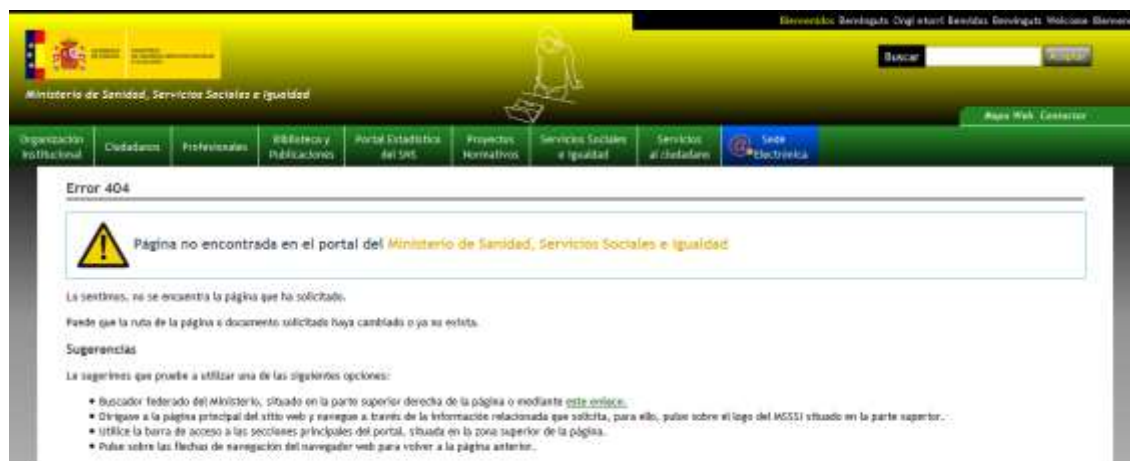 Bienvenidos Benvinguts Ongi etorri Benvidos Benvinguts Welcome
Buscar
Ministerio de Sanidad, Servicios Sociales e Igualdad
Mapa Web Contactar
Organización Institucional
Ciudadanos
Profesionales
Biblioteca y Publicaciones
Portal Estadístico del SNS
Proyectos Normativos
Servicios Sociales e Igualdad
Servicios al ciudadano
Sede Electrónica
Error 404
Página no encontrada en el portal del Ministerio de Sanidad, Servicios Sociales e Igualdad
Lo sentimos, no se encuentra la página que ha solicitado.
Puede que la ruta de la página o documento solicitado haya cambiado o ya no exista.
Sugerencias
Le sugerimos que pruebe a utilizar una de las siguientes opciones:
Buscador federado del Ministerio, situado en la parte superior derecha de la página o mediante este enlace.
Dirigase a la página principal del sitio web y navegue a través de la información relacionada que solicita, para ello, pulse sobre el logo del MSSSI situado en la parte superior.
Utilice la barra de acceso a las secciones principales del portal, situada en la zona superior de la página.
Pulse sobre las flechas de navegación del navegador web para volver a la página anterior.